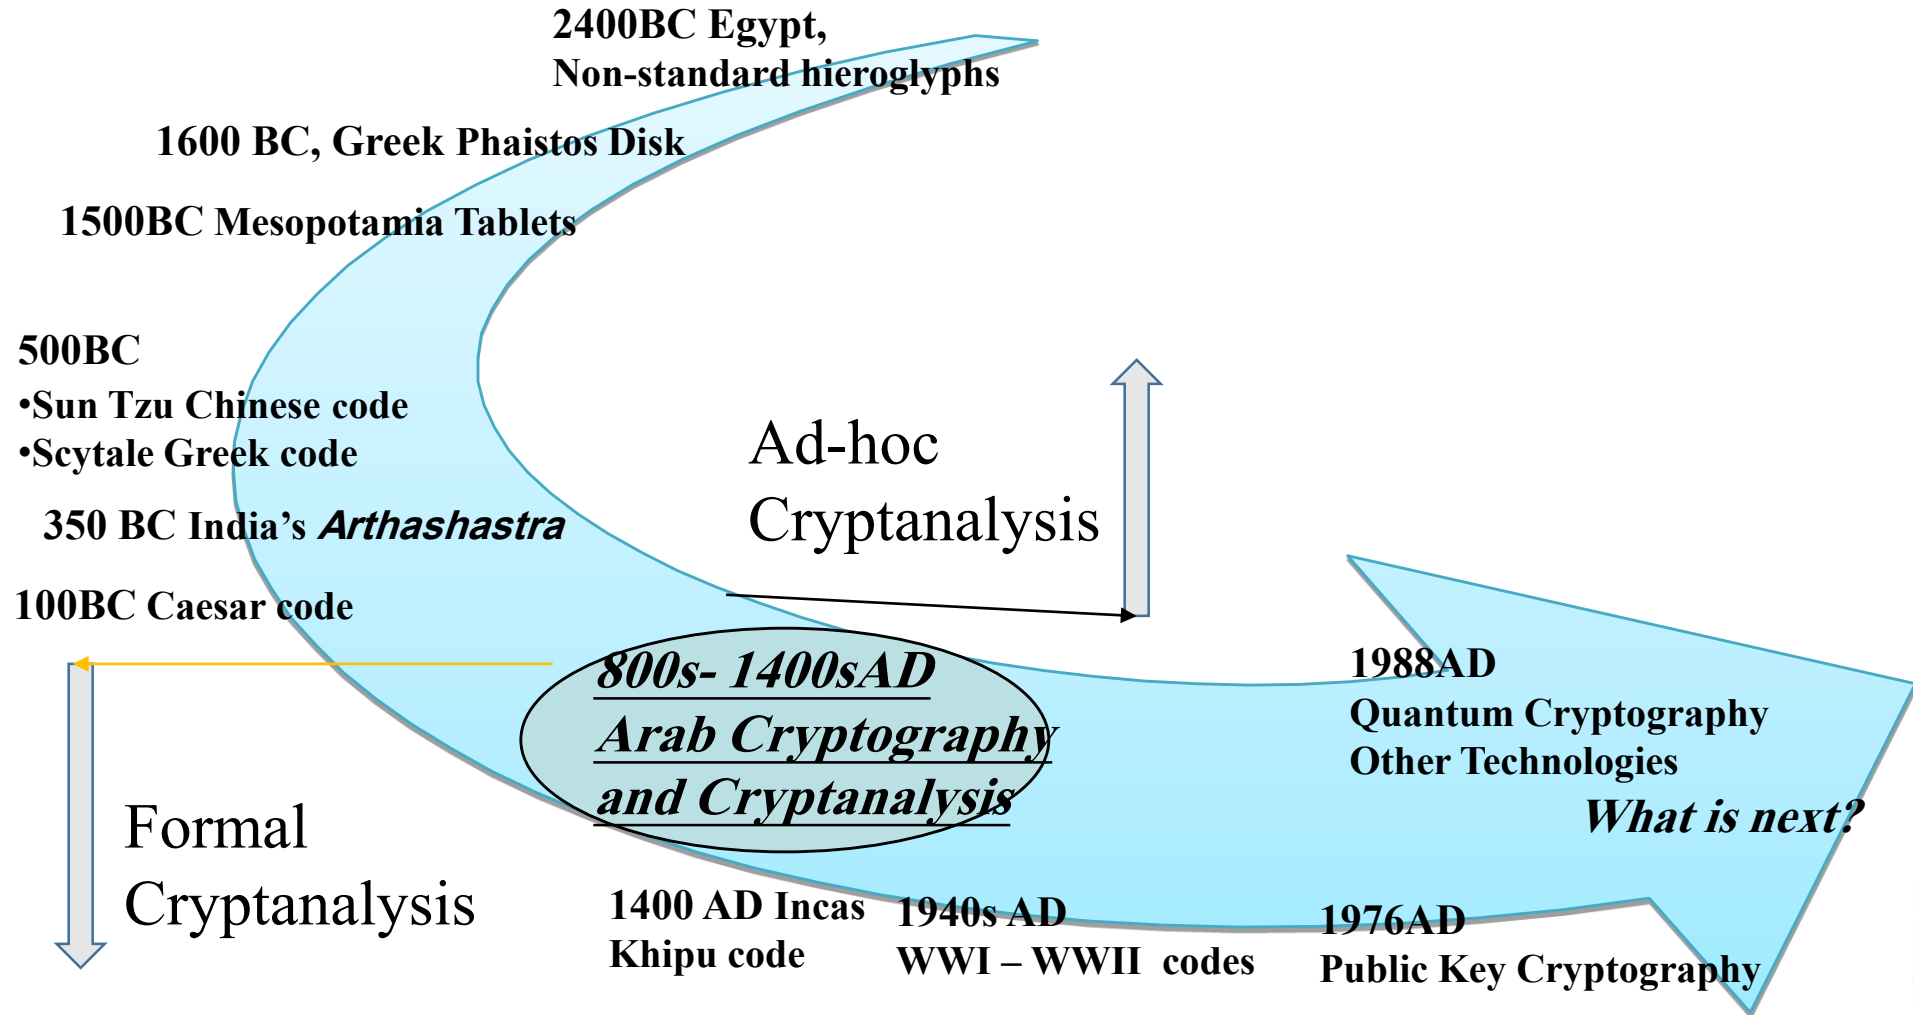 2400BC Egypt,
Non-standard hieroglyphs
1600 BC, Greek Phaistos Disk
1500BC Mesopotamia Tablets
500BC
•Sun Tzu Chinese code
•Scytale Greek code
350 BC India’s Arthashastra
100BC Caesar code
Ad-hoc
Cryptanalysis
800s- 1400sAD
Arab Cryptography
and Cryptanalysis
Formal
Cryptanalysis
1400 AD Incas
Khipu code
1940s AD
WWI – WWII codes
1976AD
Public Key Cryptography
1988AD
Quantum Cryptography
Other Technologies
What is next?